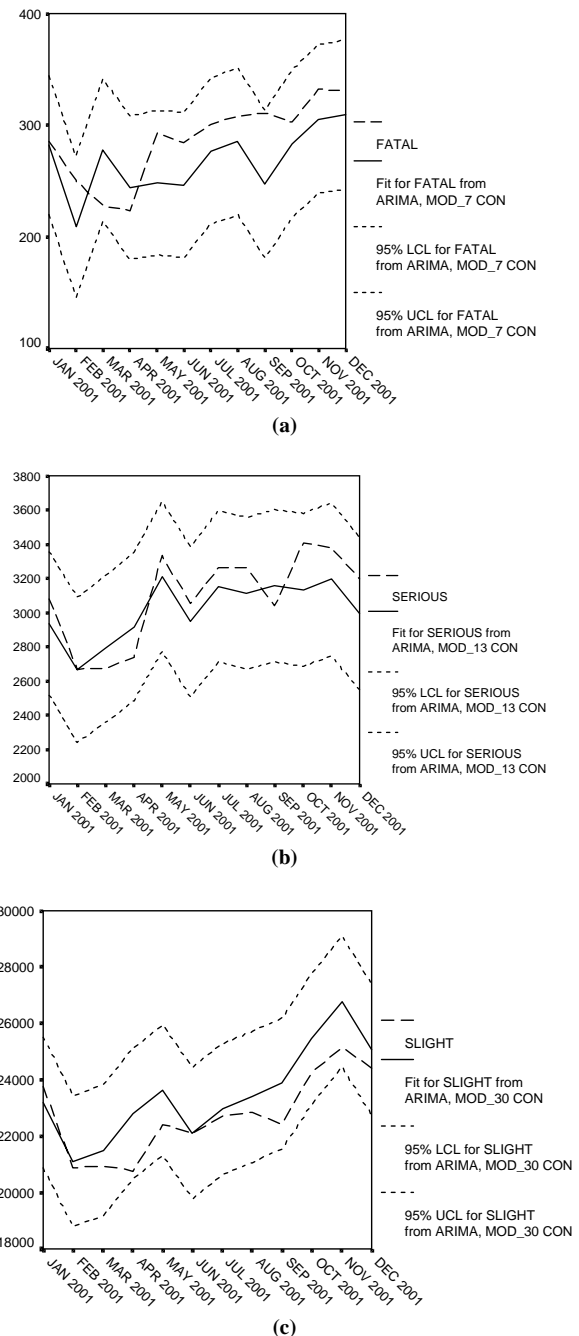 400
300
200
100
JAN 2001
FEB 2001
MAR 2001
APR 2001
MAY 2001
JUN 2001
JUL 2001
AUG 2001
SEP 2001
OCT 2001
NOV 2001
DEC 2001
FATAL
Fit for FATAL from
ARIMA, MOD_7 CON
95% LCL for FATAL
from ARIMA, MOD_7 CON
95% UCL for FATAL
from ARIMA, MOD_7 CON
(a)
3800
3600
3400
3200
3000
2800
2600
2400
2200
2000
JAN 2001
FEB 2001
MAR 2001
APR 2001
MAY 2001
JUN 2001
JUL 2001
AUG 2001
SEP 2001
OCT 2001
NOV 2001
DEC 2001
SERIOUS
Fit for SERIOUS from
ARIMA, MOD_13 CON
95% LCL for SERIOUS
from ARIMA, MOD_13 CON
95% UCL for SERIOUS
from ARIMA, MOD_13 CON
(b)
30000
28000
26000
24000
22000
20000
18000
JAN 2001
FEB 2001
MAR 2001
APR 2001
MAY 2001
JUN 2001
JUL 2001
AUG 2001
SEP 2001
OCT 2001
NOV 2001
DEC 2001
SLIGHT
Fit for SLIGHT from
ARIMA, MOD_30 CON
95% LCL for SLIGHT
from ARIMA, MOD_30 CON
95% UCL for SLIGHT
from ARIMA, MOD_30 CON
(c)